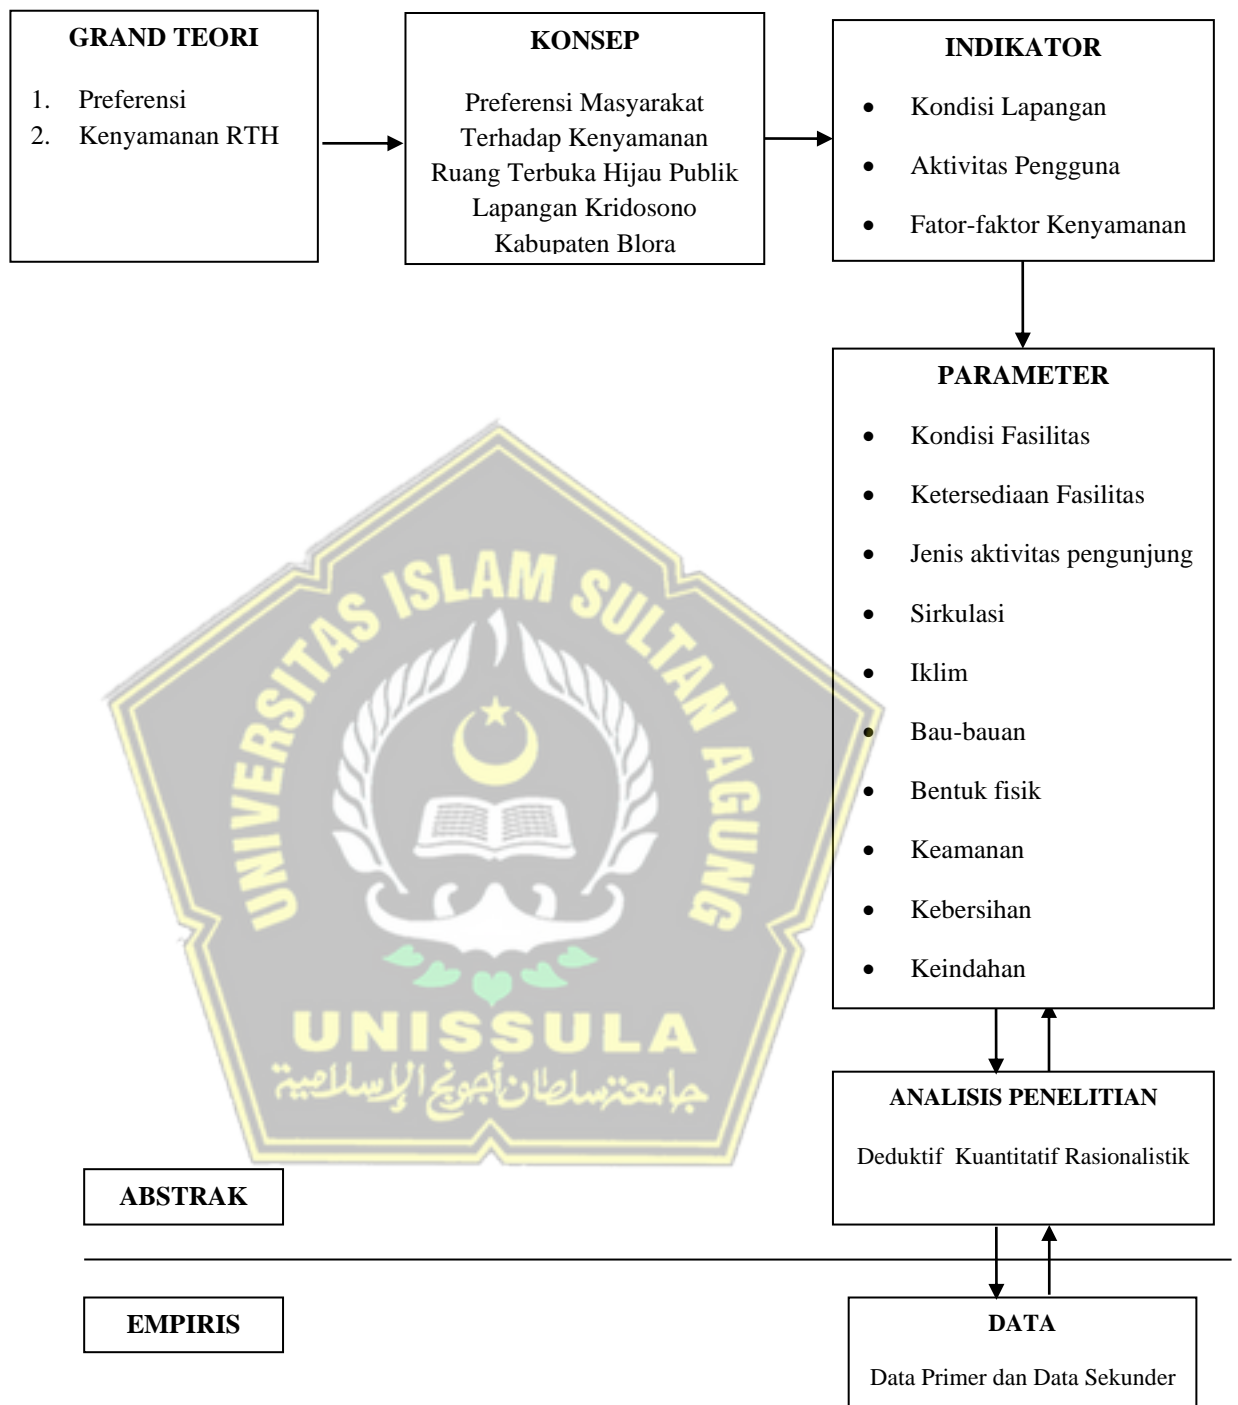 GRAND TEORI
1. Preferensi
2. Kenyamanan RTH
KONSEP
Preferensi Masyarakat
Terhadap Kenyamanan
Ruang Terbuka Hijau Publik
Lapangan Kridosono
Kabupaten Blora
INDIKATOR
• Kondisi Lapangan
• Aktivitas Pengguna
• Fator-faktor Kenyamanan
PARAMETER
• Kondisi Fasilitas
• Ketersediaan Fasilitas
• Jenis aktivitas pengunjung
• Sirkulasi
• Iklim
• Bau-bauan
• Bentuk fisik
• Keamanan
• Kebersihan
• Keindahan
UNIVERSITAS ISLAM SULTAN AGUNG
UNISSULA
جامعة سلطان أجونج الإسلامية
ANALISIS PENELITIAN
Deduktif Kuantitatif Rasionalistik
ABSTRAK
EMPIRIS
DATA
Data Primer dan Data Sekunder